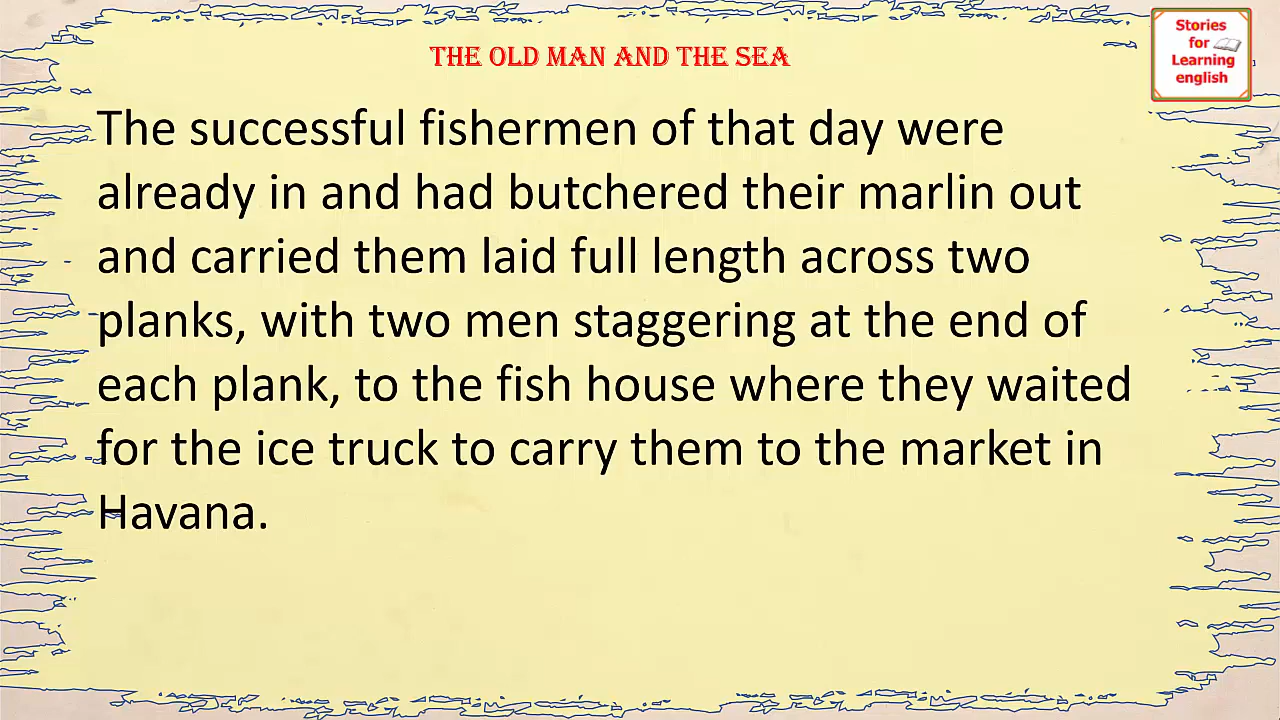 THE OLD MAN AND THE SEA
Stories
for
Learning
english
The successful fishermen of that day were
already in and had butchered their marlin out
and carried them laid full length across two
planks, with two men staggering at the end of
each plank, to the fish house where they waited
for the ice truck to carry them to the market in
Havana.